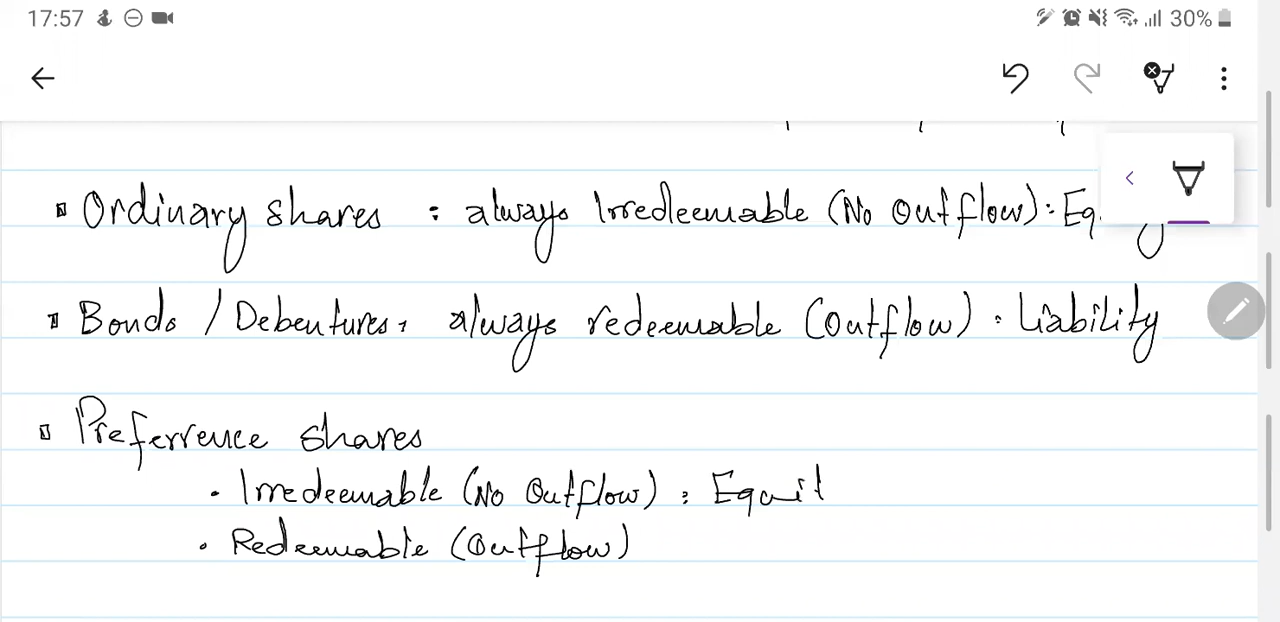 17:57 30%
Ordinary shares : always Irredeemable (No Outflow) : Eq
Bonds / Debentures : always redeemable (Outflow) : Liability
Preferrence shares
• Irredeemable (No Outflow) : Equit
• Redeemable (Outflow)